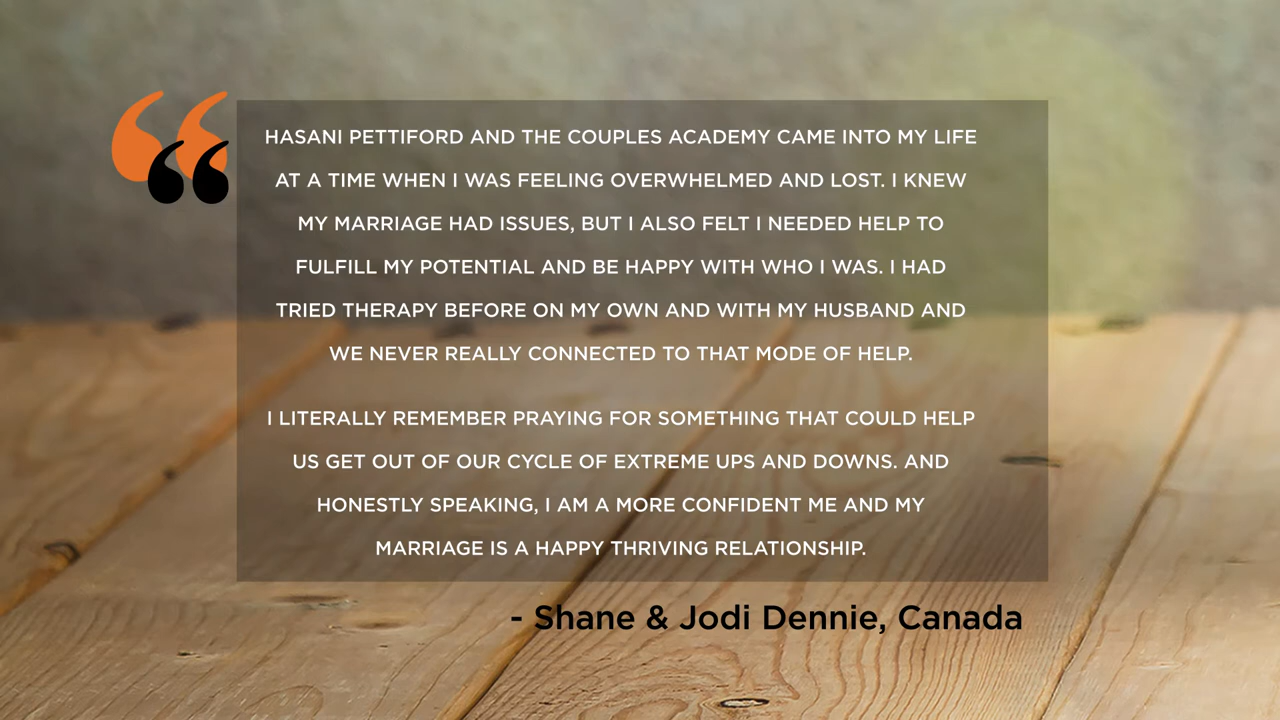 HASANI PETTIFORD AND THE COUPLES ACADEMY CAME INTO MY LIFE
AT A TIME WHEN I WAS FEELING OVERWHELMED AND LOST. I KNEW
MY MARRIAGE HAD ISSUES, BUT I ALSO FELT I NEEDED HELP TO
FULFILL MY POTENTIAL AND BE HAPPY WITH WHO I WAS. I HAD
TRIED THERAPY BEFORE ON MY OWN AND WITH MY HUSBAND AND
WE NEVER REALLY CONNECTED TO THAT MODE OF HELP.
I LITERALLY REMEMBER PRAYING FOR SOMETHING THAT COULD HELP
US GET OUT OF OUR CYCLE OF EXTREME UPS AND DOWNS. AND
HONESTLY SPEAKING, I AM A MORE CONFIDENT ME AND MY
MARRIAGE IS A HAPPY THRIVING RELATIONSHIP.
- Shane & Jodi Dennie, Canada